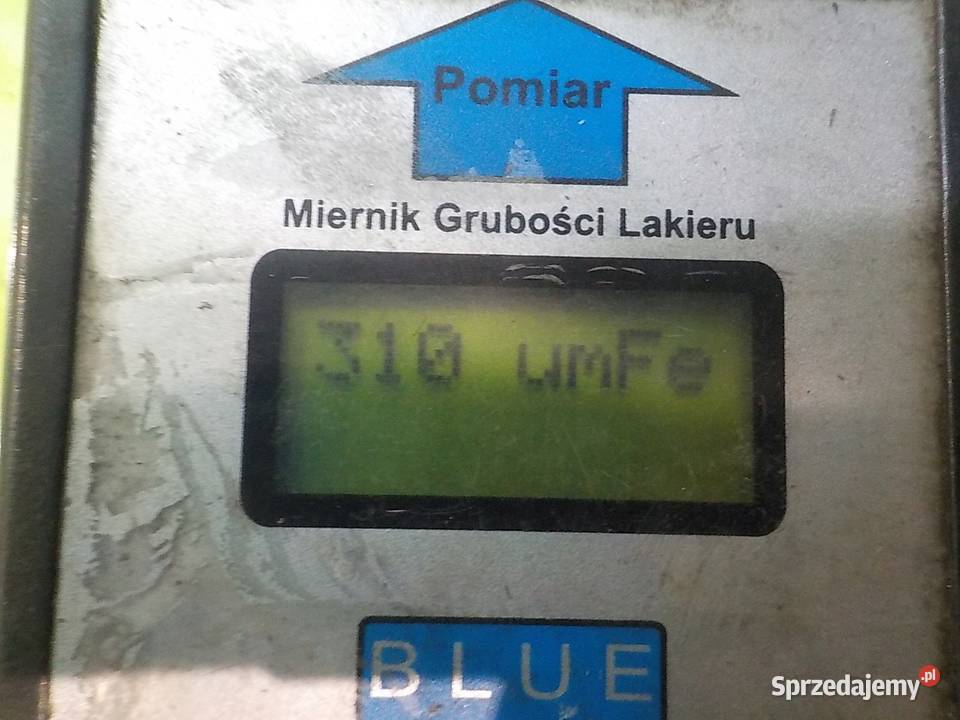 Pomiar
Miernik Grubości Lakieru
310 umFe
BLUE
Sprzedajemy.pl